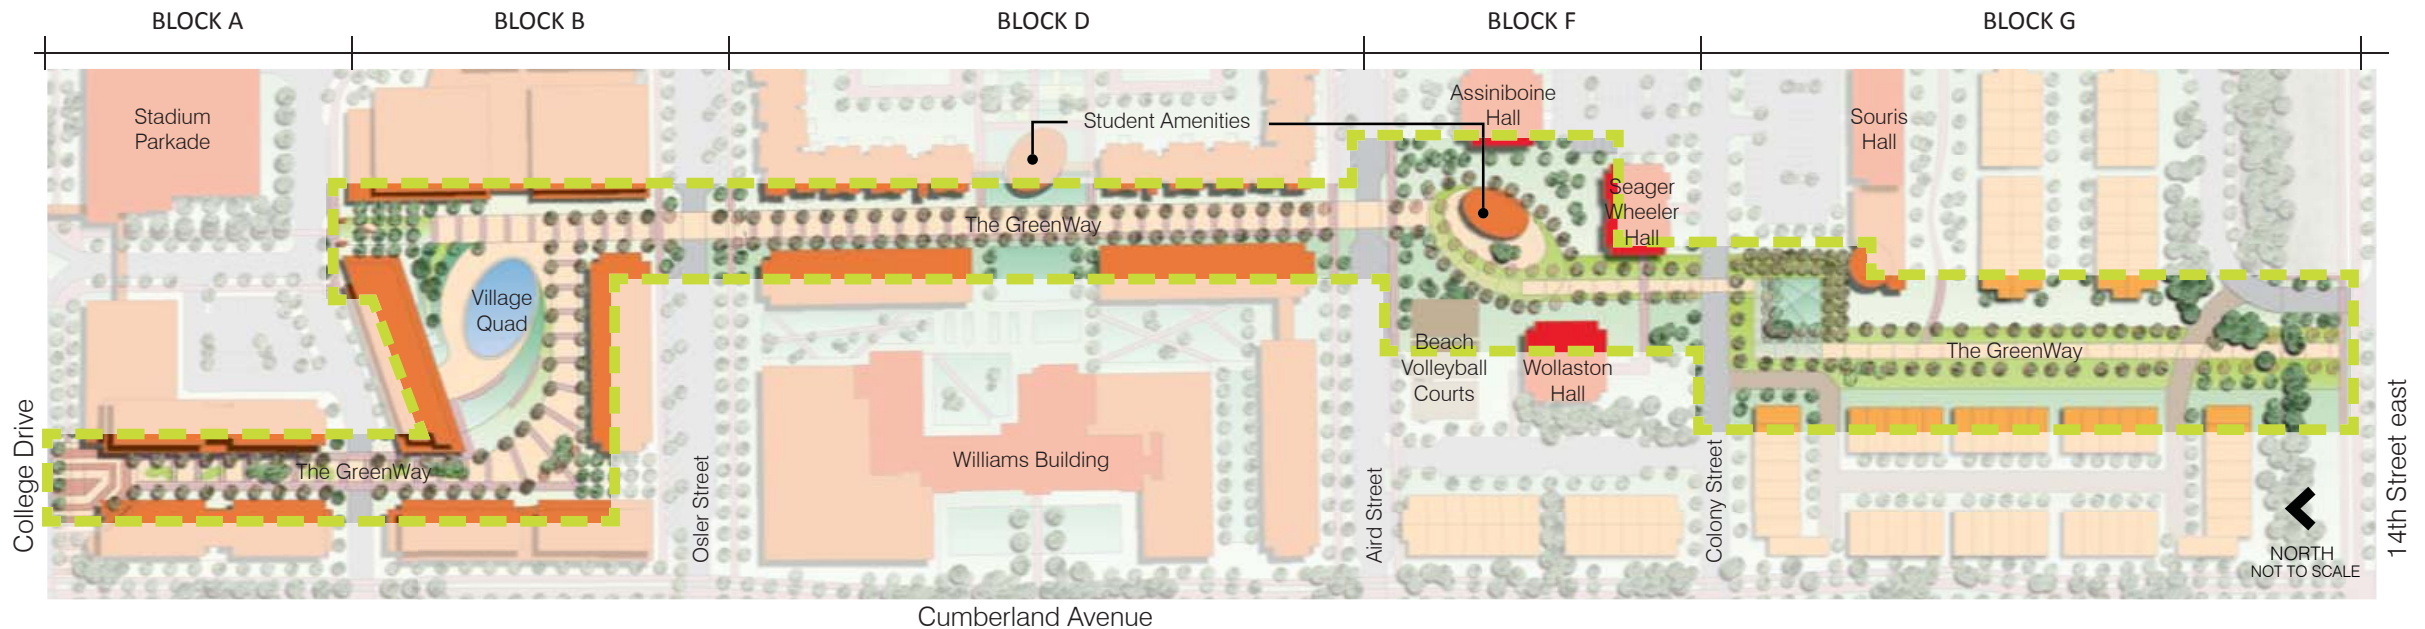 BLOCK A
BLOCK B
BLOCK D
BLOCK F
BLOCK G
Stadium
Parkade
Student Amenities
Assiniboine
Hall
Souris
Hall
Seager
Wheeler
Hall
The GreenWay
Village
Quad
Beach
Volleyball
Courts
Wollaston
Hall
The GreenWay
The GreenWay
Williams Building
College Drive
Osler Street
Aird Street
Colony Street
14th Street east
NORTH
NOT TO SCALE
Cumberland Avenue